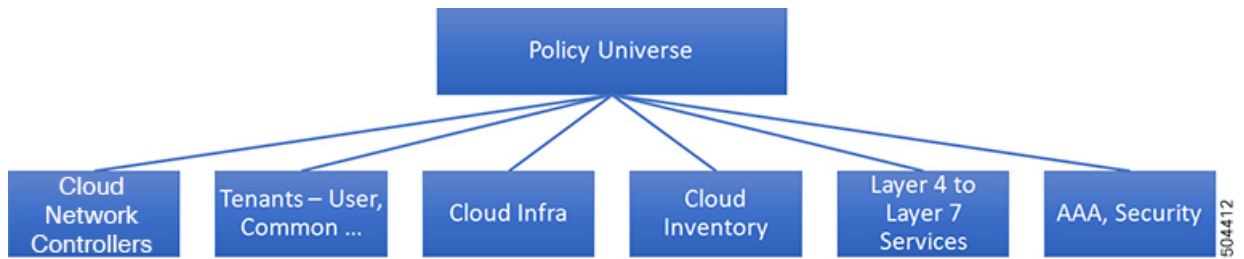 Policy Universe
Cloud
Network
Controllers
Tenants – User,
Common ...
Cloud Infra
Cloud
Inventory
Layer 4 to
Layer 7
Services
AAA, Security
504412